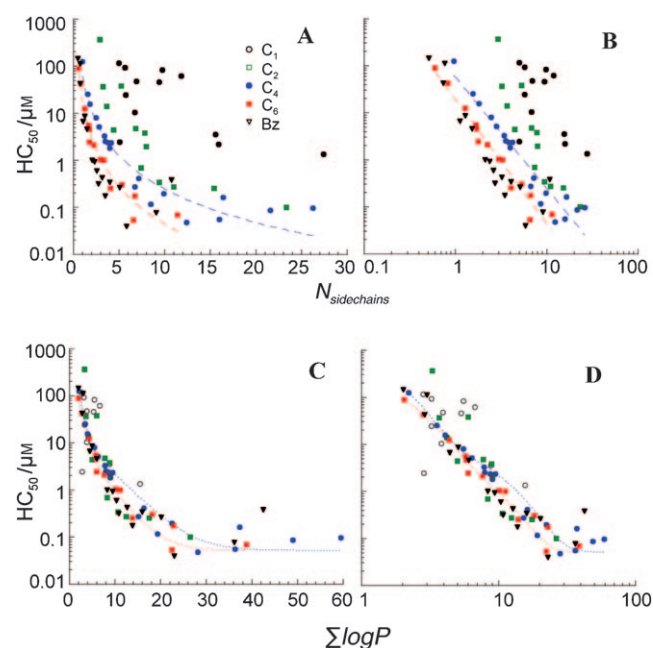 A
B
C₁
C₂
C₄
C₆
Bz
HC₅₀/µM
1000
100
10
1
0.1
0.01
0 5 10 15 20 25 30
0.1 1 10 100
N_sidechains
C
D
HC₅₀/µM
1000
100
10
1
0.1
0.01
0 10 20 30 40 50 60
1 10 100
∑logP